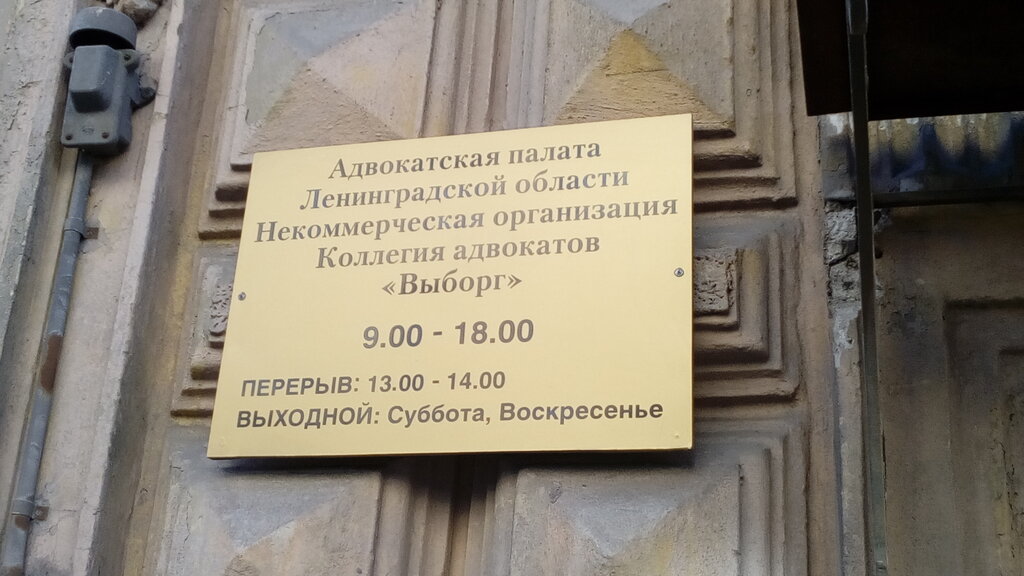 Адвокатская палата
Ленинградской области
Некоммерческая организация
Коллегия адвокатов
«Выборг»
9.00 - 18.00
ПЕРЕРЫВ: 13.00 - 14.00
ВЫХОДНОЙ: Суббота, Воскресенье